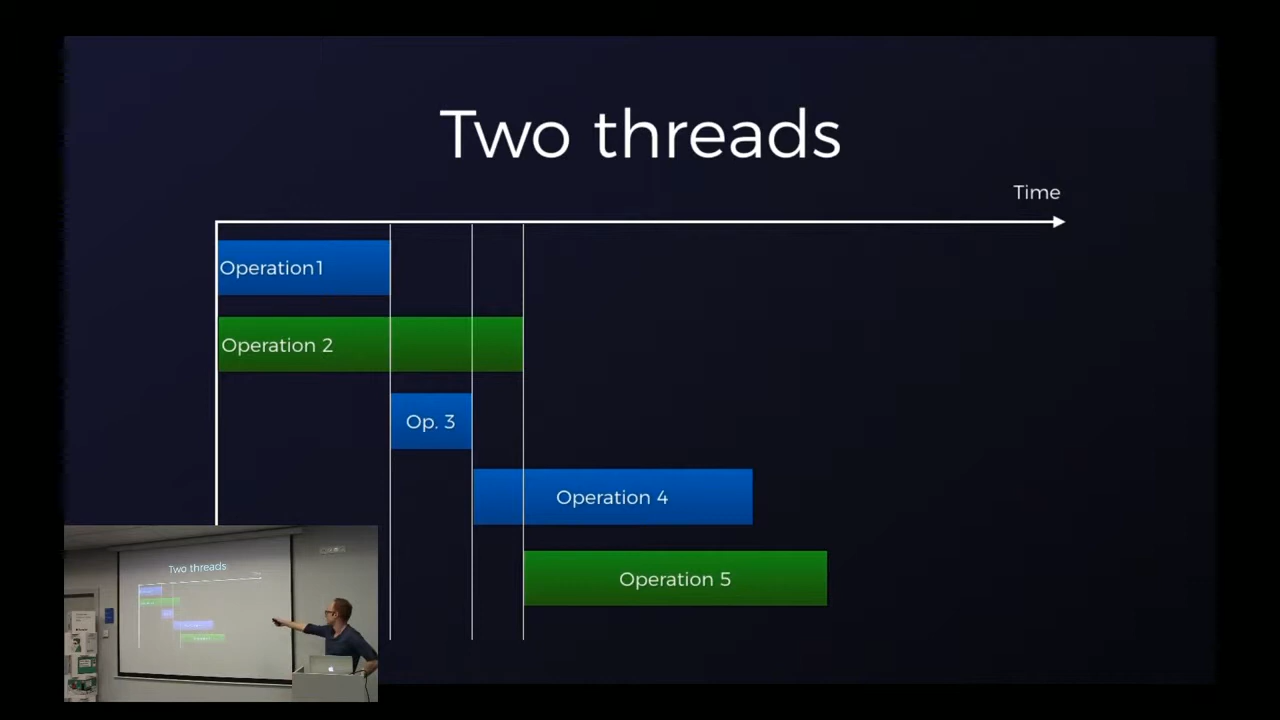 Two threads
Time
Operation1
Operation 2
Op. 3
Operation 4
Operation 5
Two threads